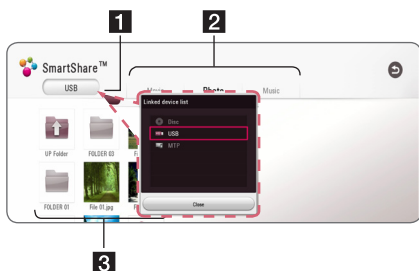 1
2
SmartShare™
USB
Photo
Music
Linked device list
Disc
USB
MTP
Close
UP Folder
FOLDER 03
FOLDER 01
File 01.jpg
3